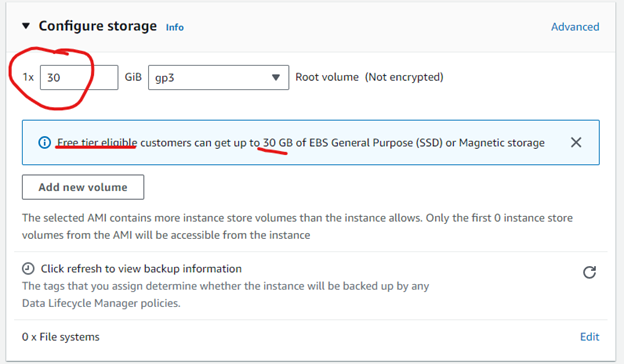 Configure storage Info Advanced
1x 30 GiB gp3 Root volume (Not encrypted)
Free tier eligible customers can get up to 30 GB of EBS General Purpose (SSD) or Magnetic storage
Add new volume
The selected AMI contains more instance store volumes than the instance allows. Only the first 0 instance store
volumes from the AMI will be accessible from the instance
Click refresh to view backup information
The tags that you assign determine whether the instance will be backed up by any
Data Lifecycle Manager policies.
0 x File systems Edit